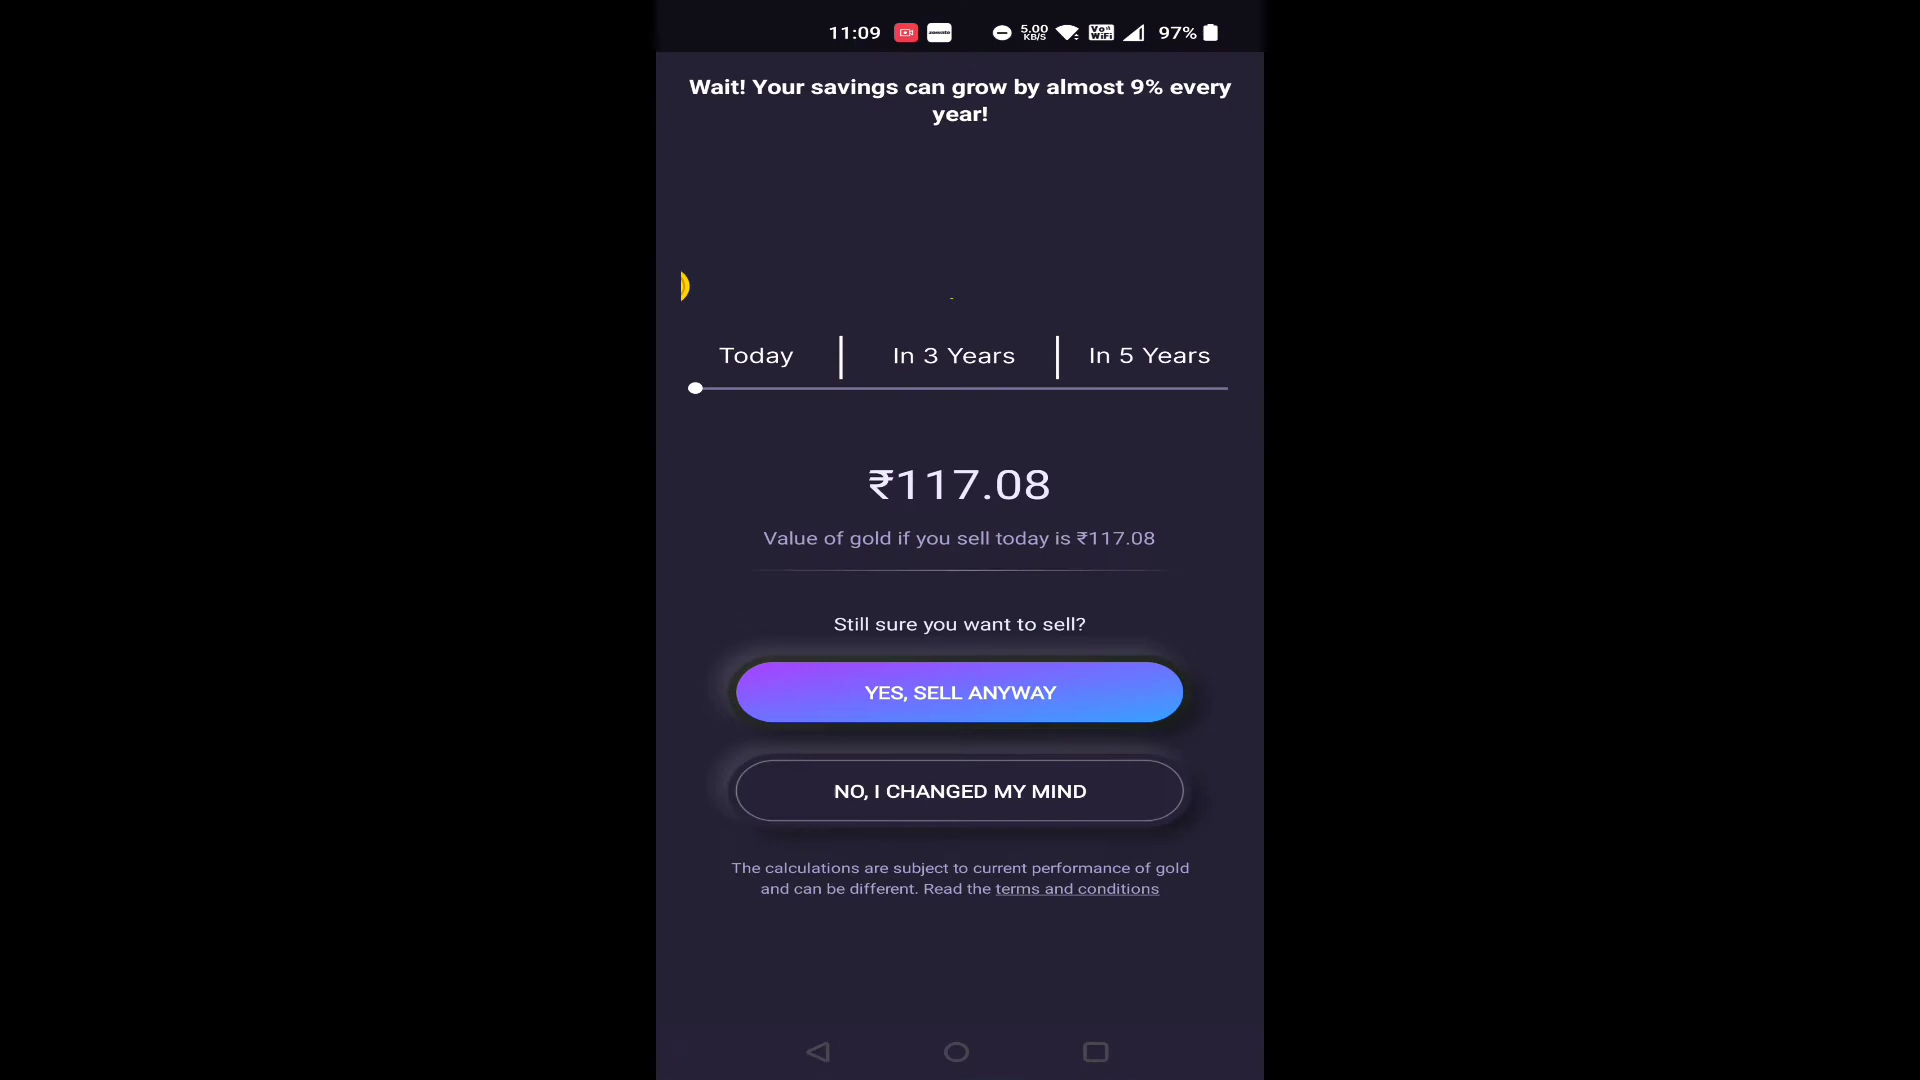 11:09
zomato
5.00
KB/S
Vo
WiFi
97%
Wait! Your savings can grow by almost 9% every
year!
Today
In 3 Years
In 5 Years
₹117.08
Value of gold if you sell today is ₹117.08
Still sure you want to sell?
YES, SELL ANYWAY
NO, I CHANGED MY MIND
The calculations are subject to current performance of gold
and can be different. Read the terms and conditions